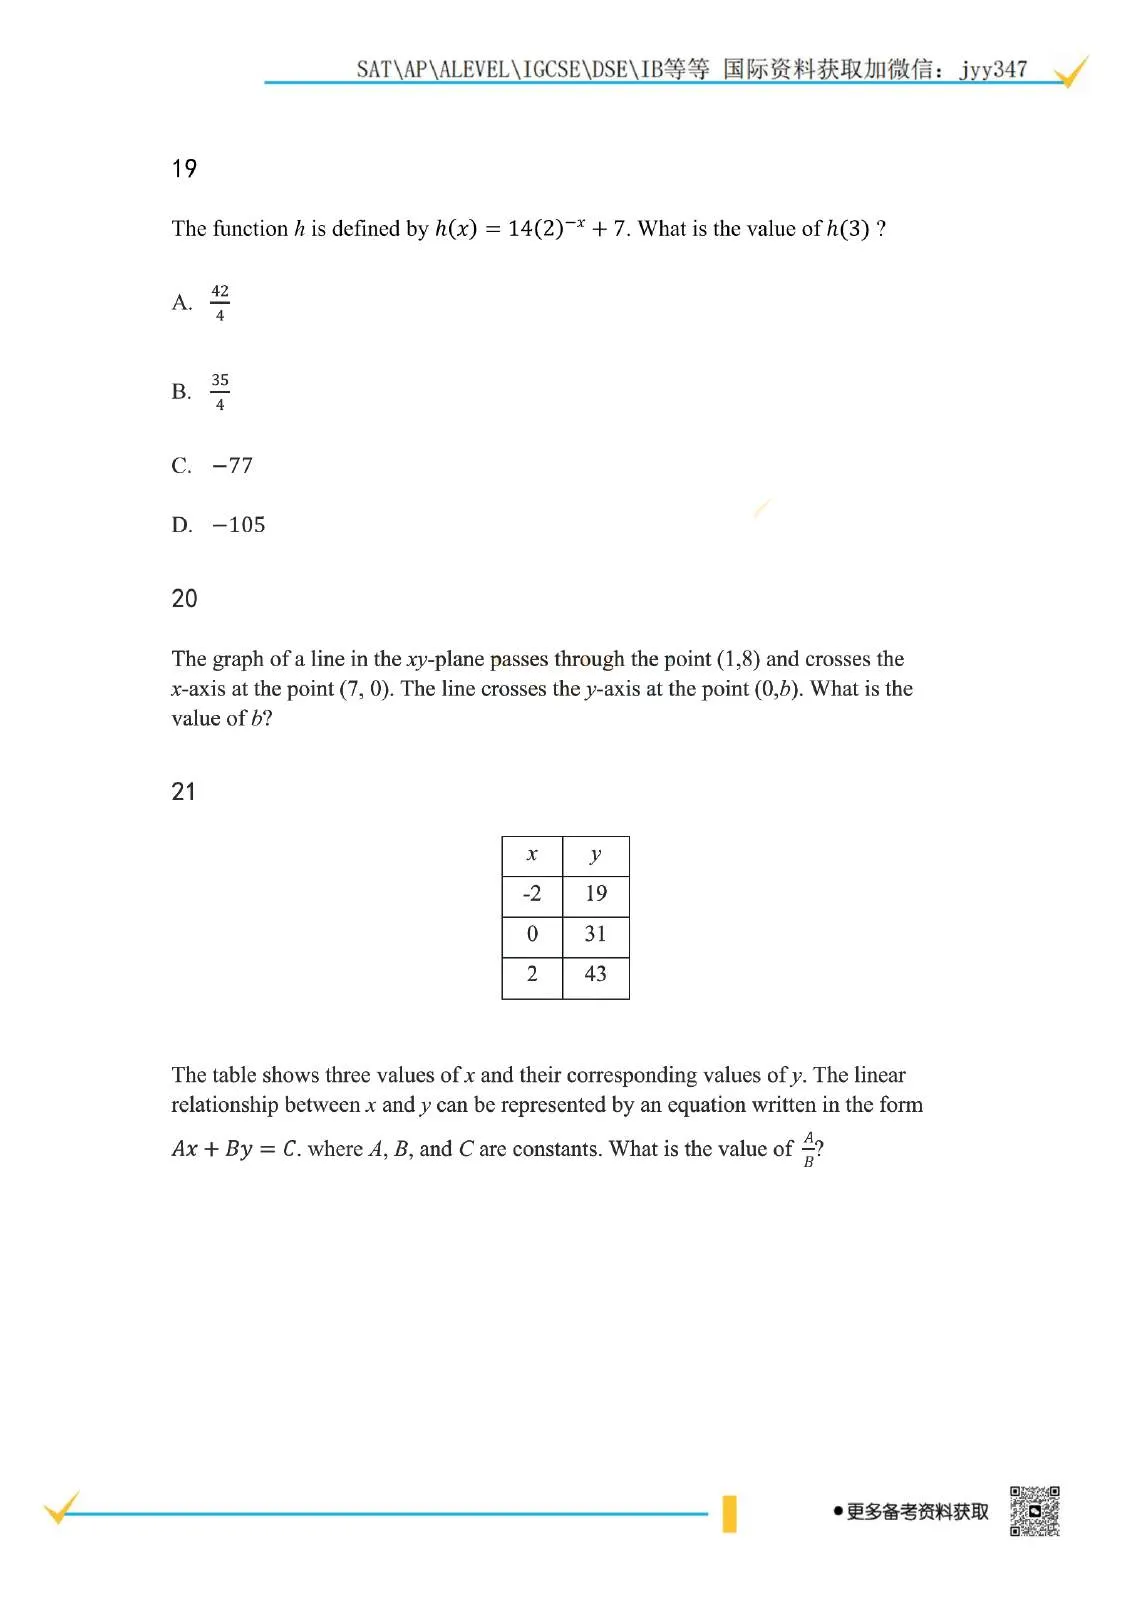 SAT\AP\ALEVEL\IGCSE\DSE\IB等等 国际资料获取加微信：jyy347
19
The function h is defined by h(x) = 14(2)⁻ˣ + 7. What is the value of h(3) ?
A. 42/4
B. 35/4
C. −77
D. −105
20
The graph of a line in the xy-plane passes through the point (1,8) and crosses the
x-axis at the point (7, 0). The line crosses the y-axis at the point (0,b). What is the
value of b?
21
x y
-2 19
0 31
2 43
The table shows three values of x and their corresponding values of y. The linear
relationship between x and y can be represented by an equation written in the form
Ax + By = C. where A, B, and C are constants. What is the value of A/B?
●更多备考资料获取